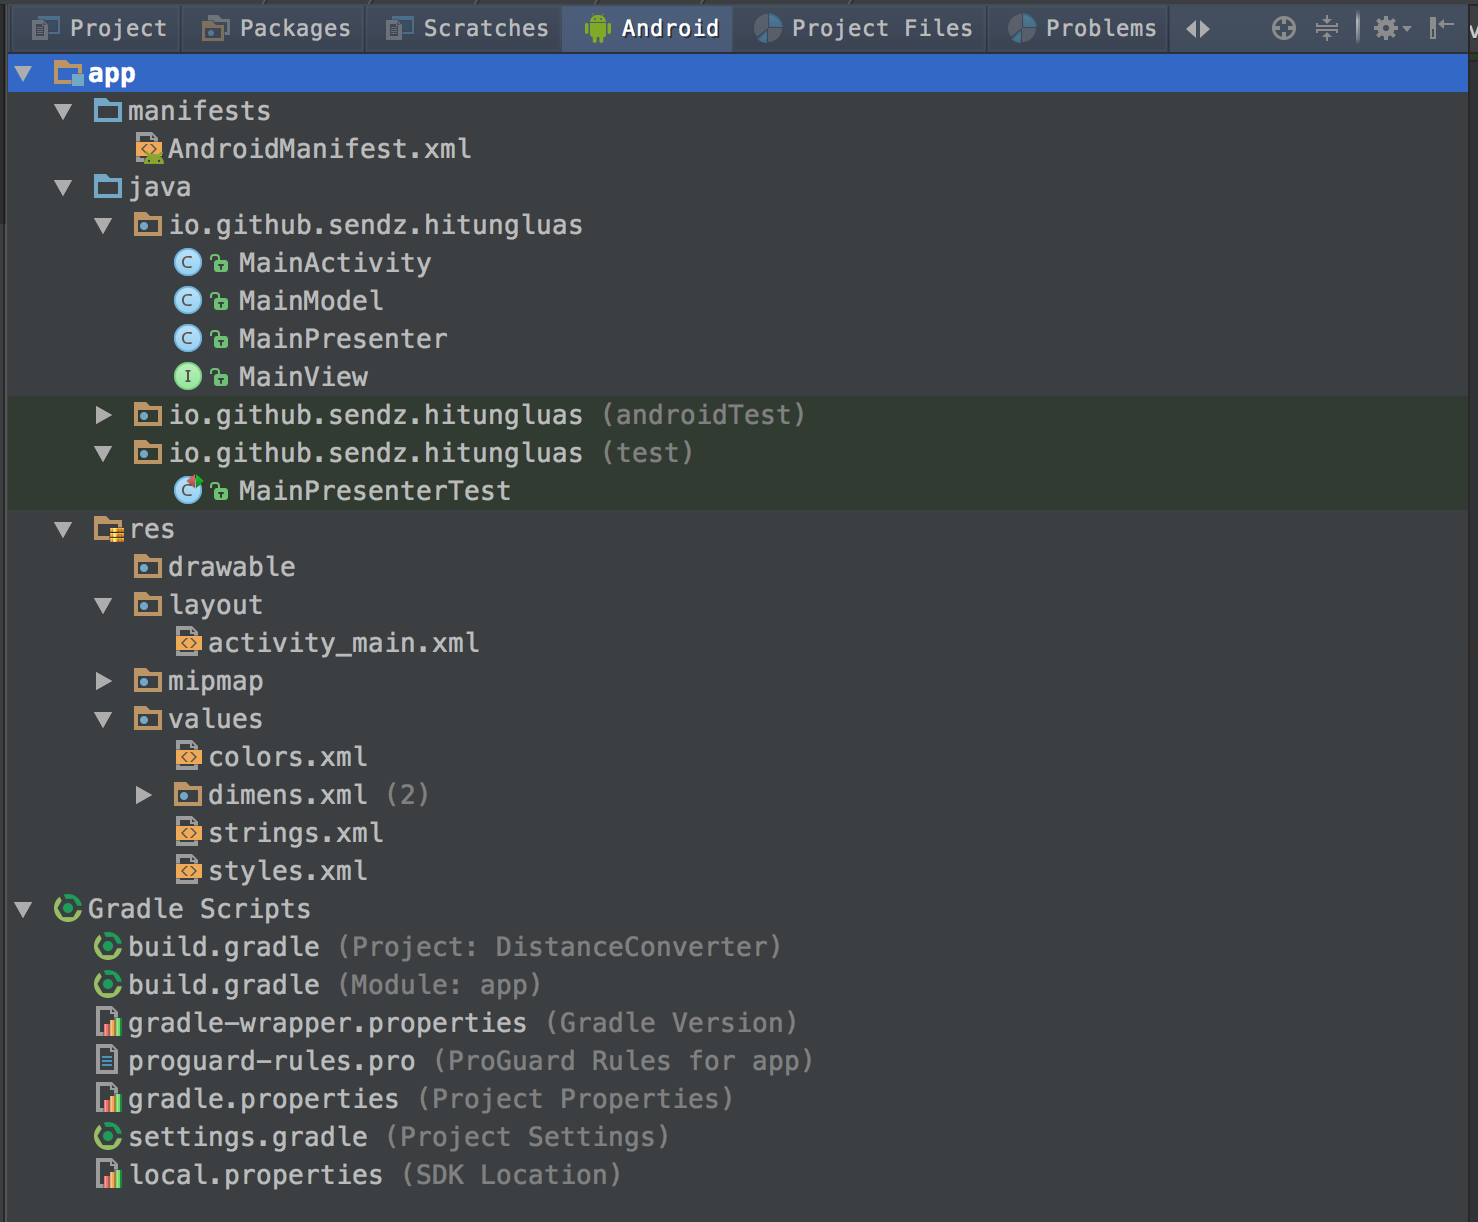 Project Packages Scratches Android Project Files Problems
app
manifests
AndroidManifest.xml
java
io.github.sendz.hitungluas
C MainActivity
C MainModel
C MainPresenter
I MainView
io.github.sendz.hitungluas (androidTest)
io.github.sendz.hitungluas (test)
C MainPresenterTest
res
drawable
layout
activity_main.xml
mipmap
values
colors.xml
dimens.xml (2)
strings.xml
styles.xml
Gradle Scripts
build.gradle (Project: DistanceConverter)
build.gradle (Module: app)
gradle-wrapper.properties (Gradle Version)
proguard-rules.pro (ProGuard Rules for app)
gradle.properties (Project Properties)
settings.gradle (Project Settings)
local.properties (SDK Location)